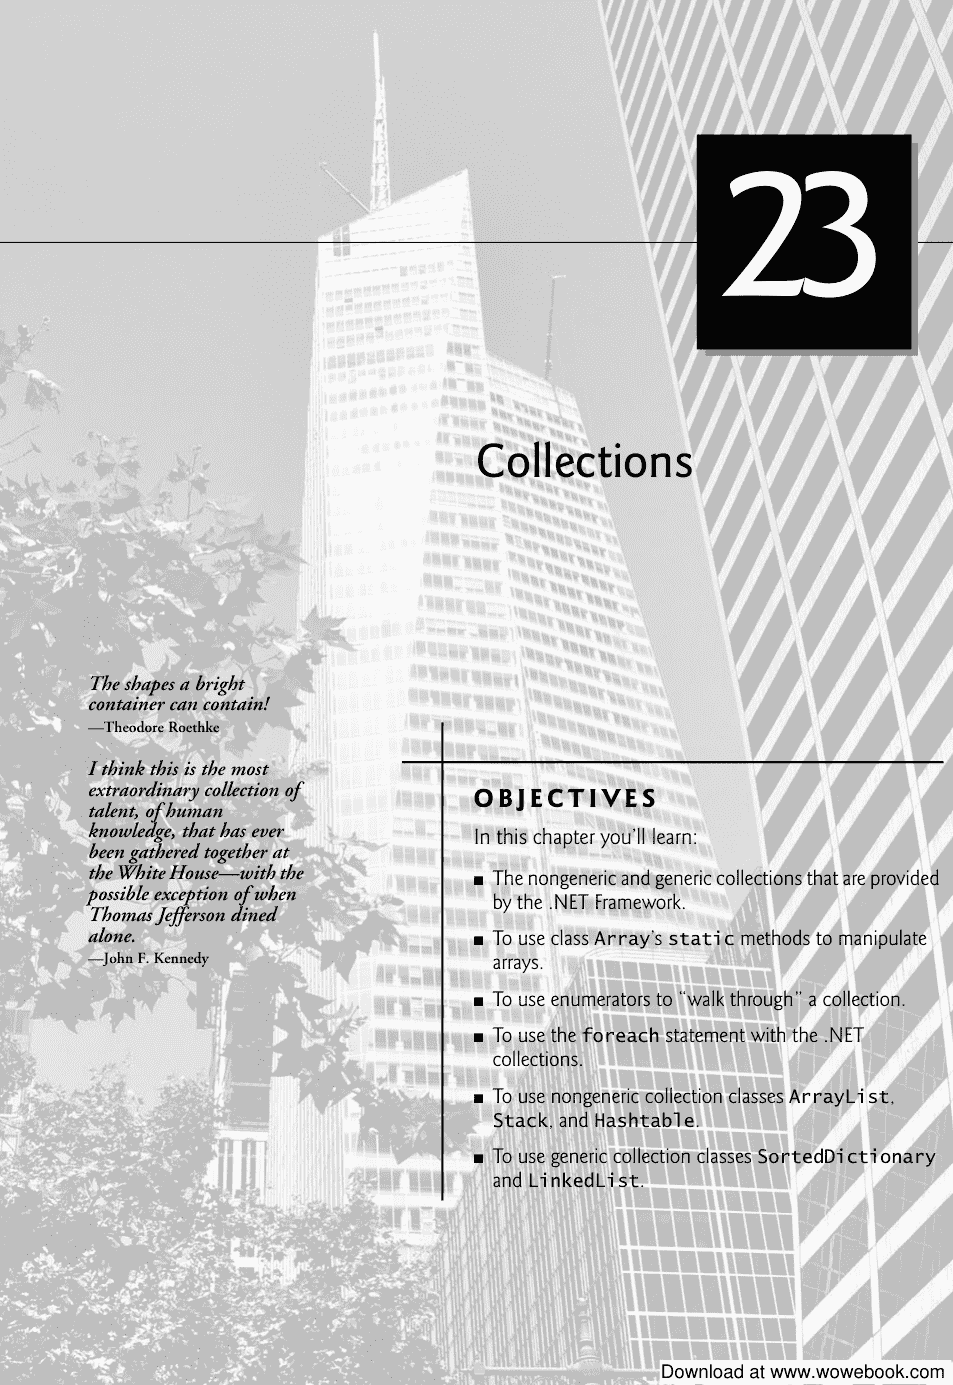 23
Collections
The shapes a bright
container can contain!
—Theodore Roethke
I think this is the most
extraordinary collection of
talent, of human
knowledge, that has ever
been gathered together at
the White House—with the
possible exception of when
Thomas Jefferson dined
alone.
—John F. Kennedy
OBJECTIVES
In this chapter you’ll learn:
■ The nongeneric and generic collections that are provided
by the .NET Framework.
■ To use class Array’s static methods to manipulate
arrays.
■ To use enumerators to “walk through” a collection.
■ To use the foreach statement with the .NET
collections.
■ To use nongeneric collection classes ArrayList,
Stack, and Hashtable.
■ To use generic collection classes SortedDictionary
and LinkedList.
Download at www.wowebook.com